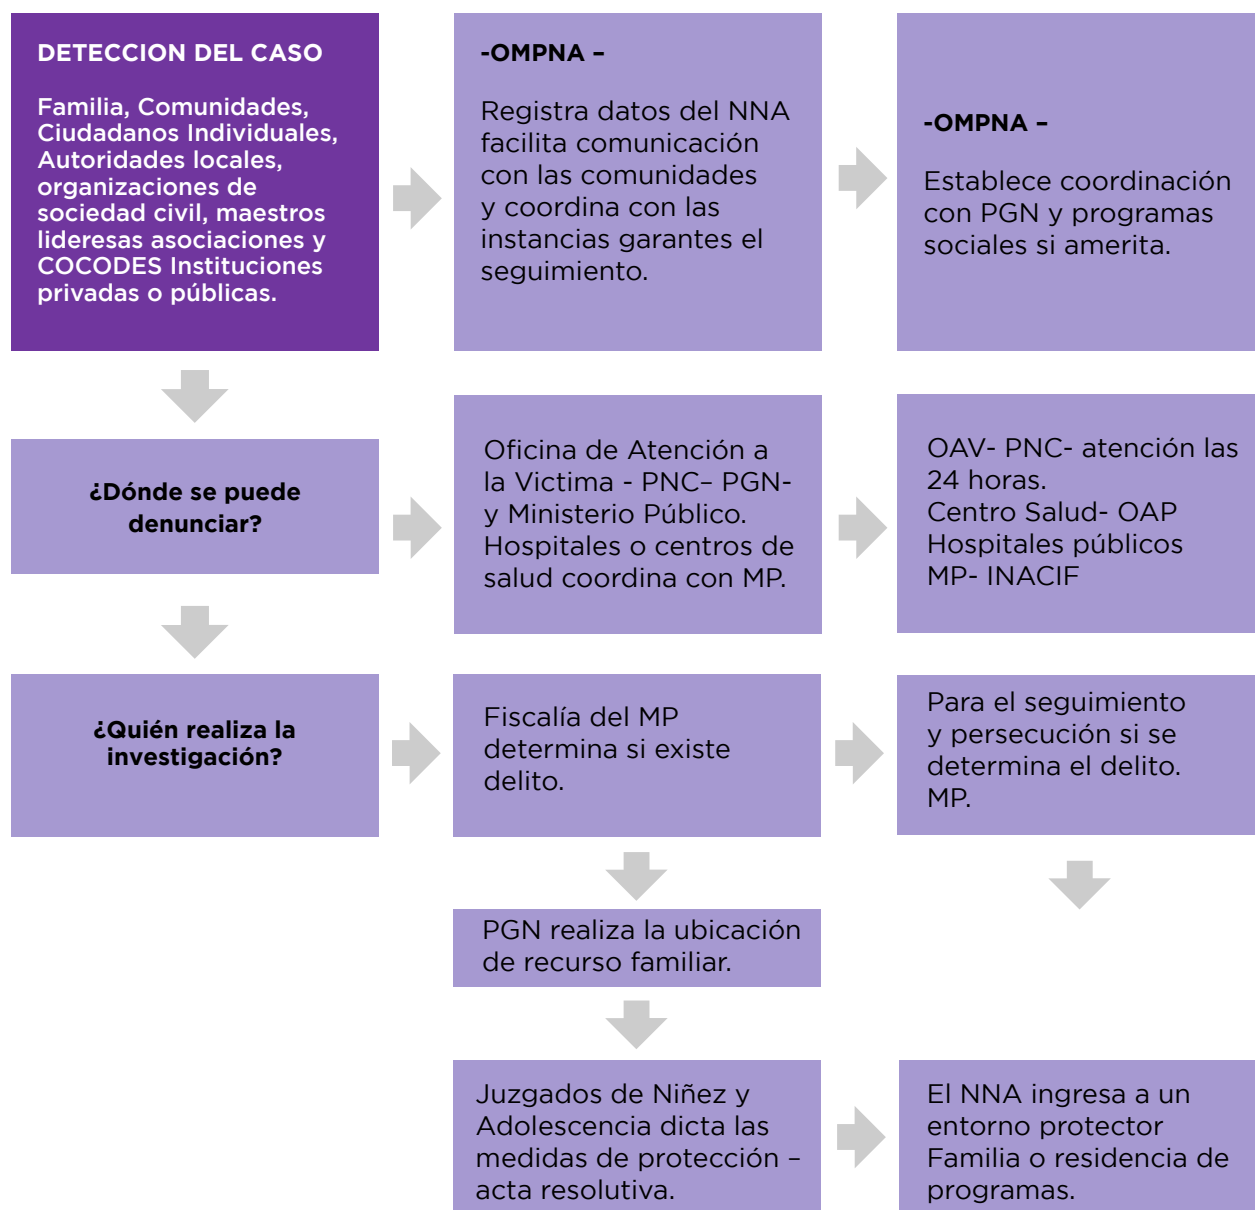 DETECCION DEL CASO
Familia, Comunidades,
Ciudadanos Individuales,
Autoridades locales,
organizaciones de
sociedad civil, maestros
lideresas asociaciones y
COCODES Instituciones
privadas o públicas.
-OMPNA –
Registra datos del NNA
facilita comunicación
con las comunidades
y coordina con las
instancias garantes el
seguimiento.
-OMPNA –
Establece coordinación
con PGN y programas
sociales si amerita.
¿Dónde se puede
denunciar?
Oficina de Atención a
la Victima - PNC– PGN-
y Ministerio Público.
Hospitales o centros de
salud coordina con MP.
OAV- PNC- atención las
24 horas.
Centro Salud- OAP
Hospitales públicos
MP- INACIF
¿Quién realiza la
investigación?
Fiscalía del MP
determina si existe
delito.
Para el seguimiento
y persecución si se
determina el delito.
MP.
PGN realiza la ubicación
de recurso familiar.
Juzgados de Niñez y
Adolescencia dicta las
medidas de protección –
acta resolutiva.
El NNA ingresa a un
entorno protector
Familia o residencia de
programas.